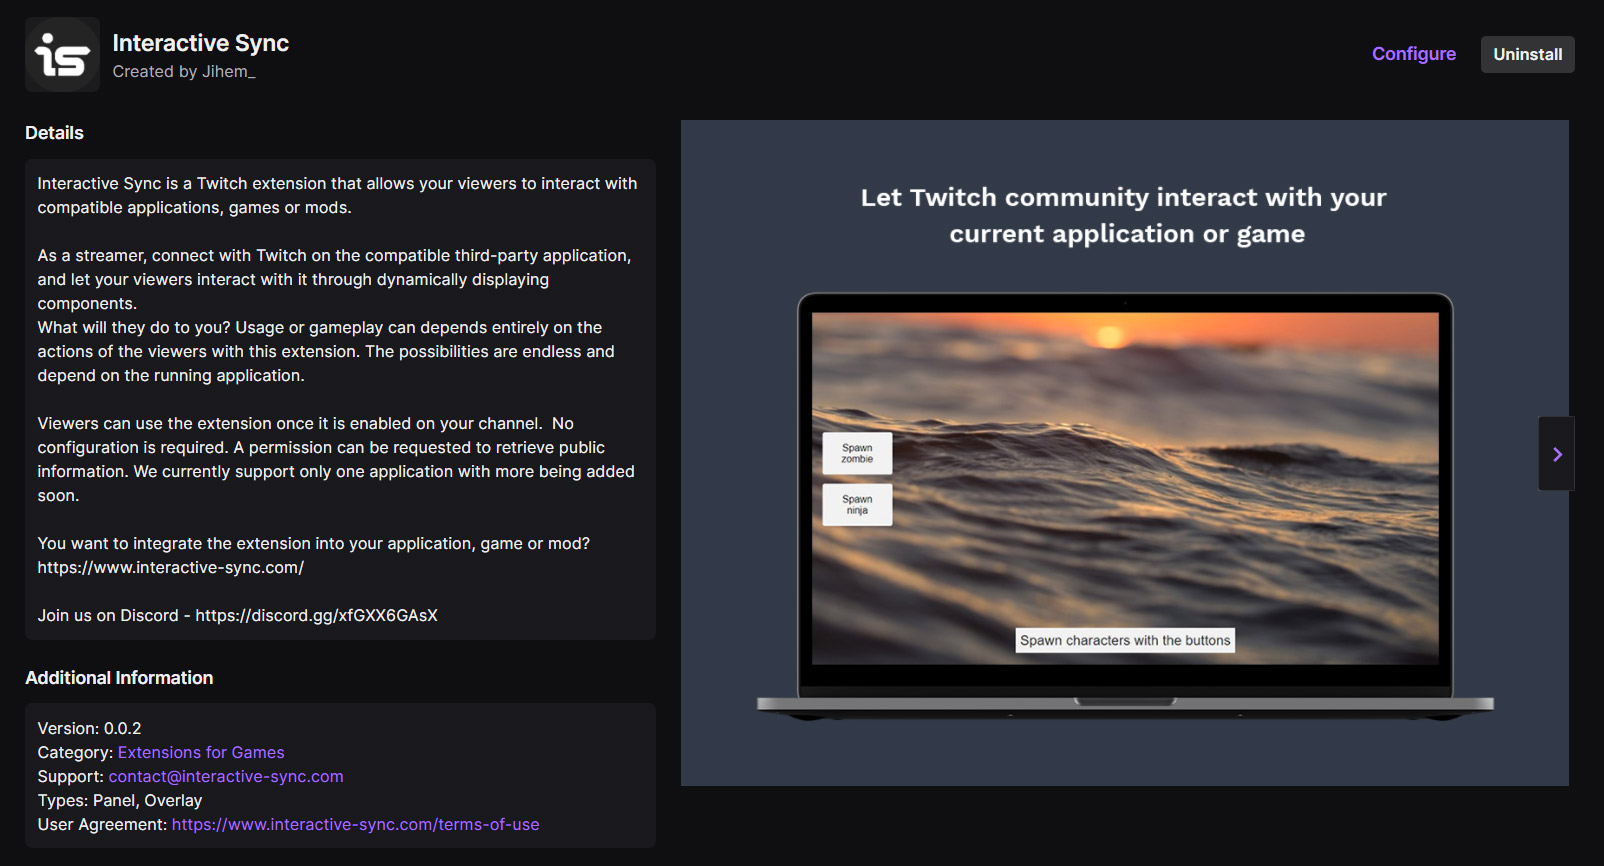 is
Interactive Sync
Created by Jihem_
Configure
Uninstall
Details
Interactive Sync is a Twitch extension that allows your viewers to interact with
compatible applications, games or mods.
As a streamer, connect with Twitch on the compatible third-party application,
and let your viewers interact with it through dynamically displaying
components.
What will they do to you? Usage or gameplay can depends entirely on the
actions of the viewers with this extension. The possibilities are endless and
depend on the running application.
Viewers can use the extension once it is enabled on your channel.  No
configuration is required. A permission can be requested to retrieve public
information. We currently support only one application with more being added
soon.
You want to integrate the extension into your application, game or mod?
https://www.interactive-sync.com/
Join us on Discord - https://discord.gg/xfGXX6GAsX
Additional Information
Version: 0.0.2
Category: Extensions for Games
Support: contact@interactive-sync.com
Types: Panel, Overlay
User Agreement: https://www.interactive-sync.com/terms-of-use
Let Twitch community interact with your
current application or game
Spawn
zombie
Spawn
ninja
Spawn characters with the buttons